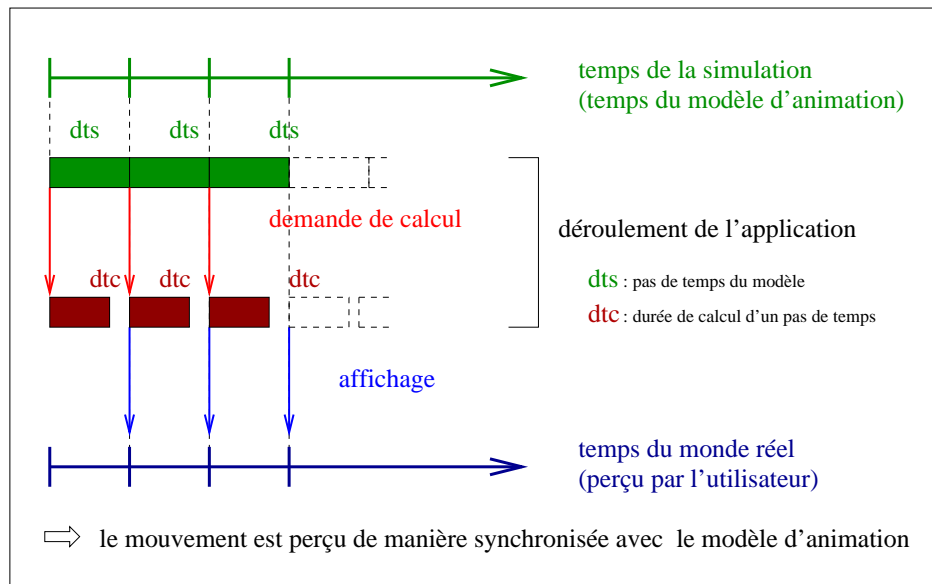 temps de la simulation
(temps du modèle d'animation)
dts dts dts
demande de calcul
déroulement de l'application
dtc dtc dtc
dts : pas de temps du modèle
dtc : durée de calcul d'un pas de temps
affichage
temps du monde réel
(perçu par l'utilisateur)
le mouvement est perçu de manière synchronisée avec le modèle d'animation